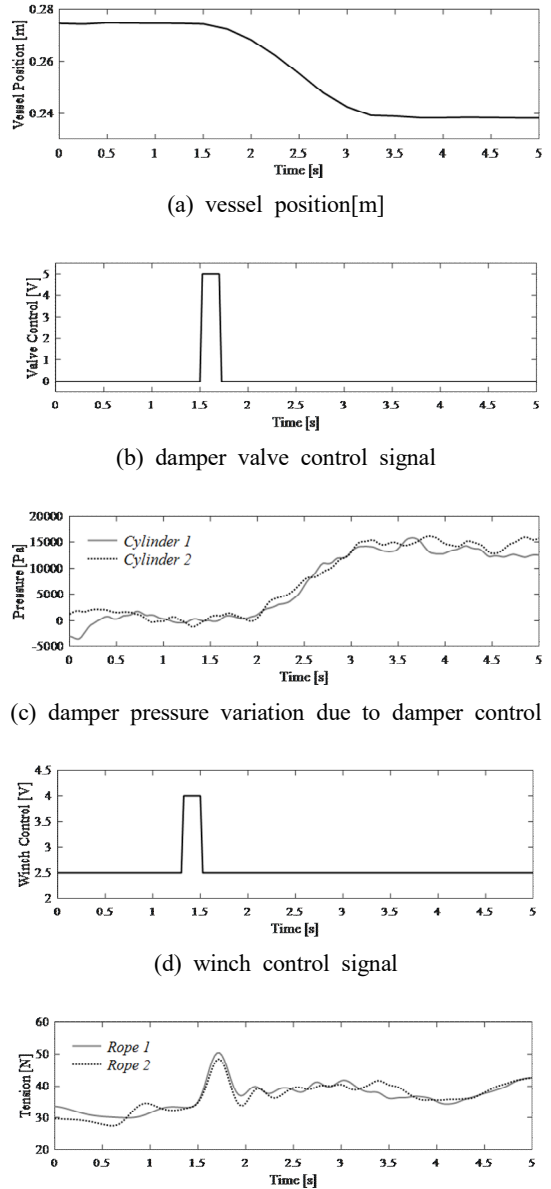 0.28
0.26
0.24
Vessel Position [m]
0 0.5 1 1.5 2 2.5 3 3.5 4 4.5 5
Time [s]
(a) vessel position[m]
5
4
3
2
1
0
Valve Control [V]
0 0.5 1 1.5 2 2.5 3 3.5 4 4.5 5
Time [s]
(b) damper valve control signal
20000
15000
10000
5000
0
-5000
Pressure [Pa]
Cylinder 1
Cylinder 2
0 0.5 1 1.5 2 2.5 3 3.5 4 4.5 5
Time [s]
(c) damper pressure variation due to damper control
4.5
4
3.5
3
2.5
2
Winch Control [V]
0 0.5 1 1.5 2 2.5 3 3.5 4 4.5 5
Time [s]
(d) winch control signal
60
50
40
30
20
Tension [N]
Rope 1
Rope 2
0 0.5 1 1.5 2 2.5 3 3.5 4 4.5 5
Time [s]